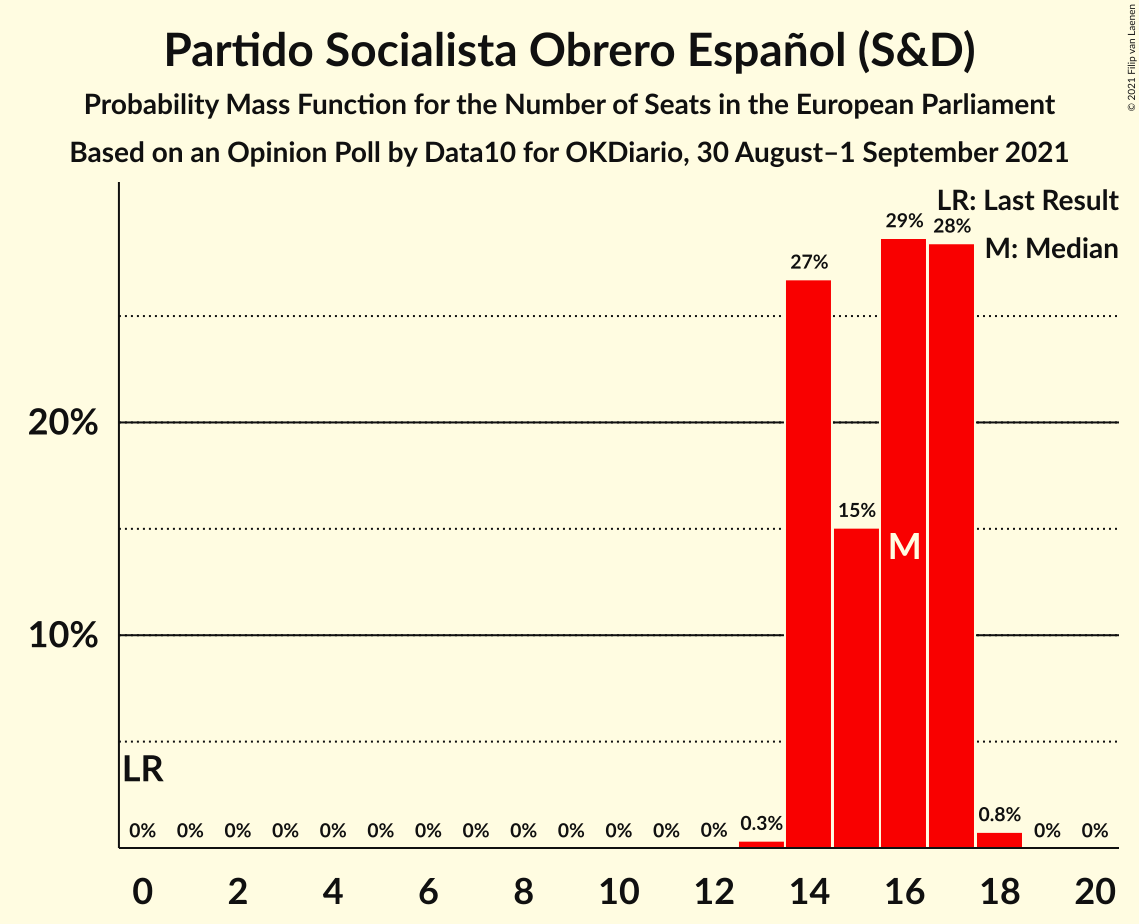 Partido Socialista Obrero Español (S&D)
Probability Mass Function for the Number of Seats in the European Parliament
Based on an Opinion Poll by Data10 for OKDiario, 30 August–1 September 2021
© 2021 Filip van Laenen
LR: Last Result
M: Median
29%
28%
27%
20%
15%
M
10%
LR
0% 0% 0% 0% 0% 0% 0% 0% 0% 0% 0% 0% 0% 0.3% 0.8% 0% 0%
0 2 4 6 8 10 12 14 16 18 20